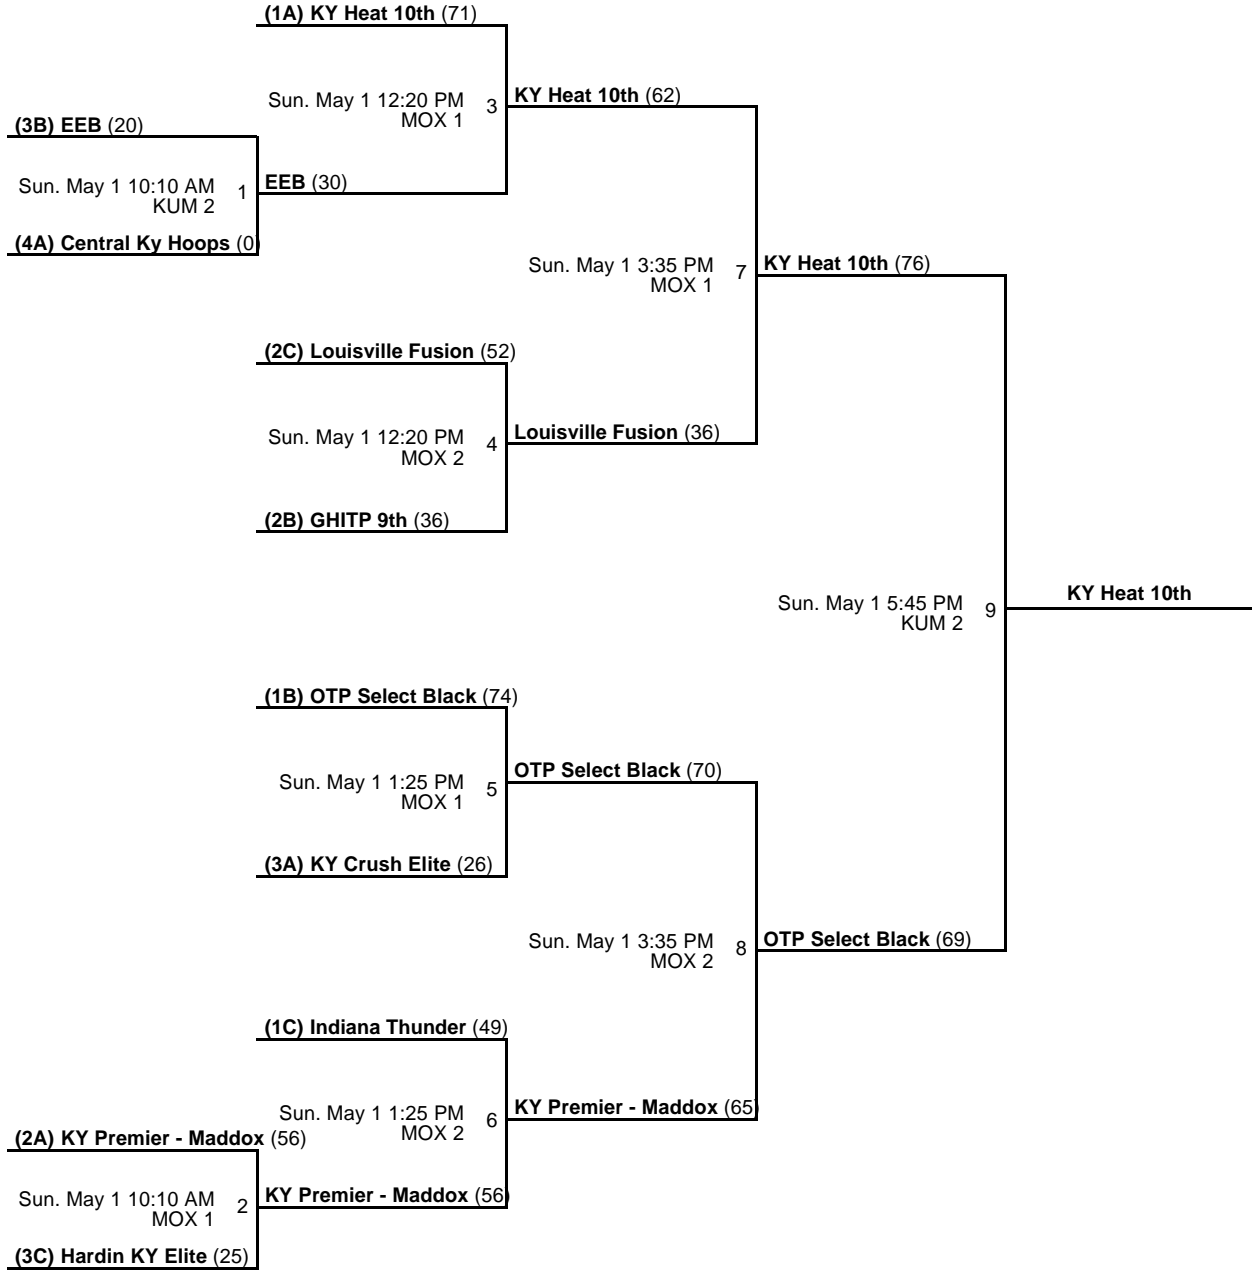 (1A) KY Heat 10th (71)
Sun. May 1 12:20 PM
MOX 1
3
KY Heat 10th (62)
(3B) EEB (20)
Sun. May 1 10:10 AM
KUM 2
1
EEB (30)
(4A) Central Ky Hoops (0)
Sun. May 1 3:35 PM
MOX 1
7
KY Heat 10th (76)
(2C) Louisville Fusion (52)
Sun. May 1 12:20 PM
MOX 2
4
Louisville Fusion (36)
(2B) GHITP 9th (36)
Sun. May 1 5:45 PM
KUM 2
9
KY Heat 10th
(1B) OTP Select Black (74)
Sun. May 1 1:25 PM
MOX 1
5
OTP Select Black (70)
(3A) KY Crush Elite (26)
Sun. May 1 3:35 PM
MOX 2
8
OTP Select Black (69)
(1C) Indiana Thunder (49)
Sun. May 1 1:25 PM
MOX 2
6
KY Premier - Maddox (65)
(2A) KY Premier - Maddox (56)
Sun. May 1 10:10 AM
MOX 1
2
KY Premier - Maddox (56)
(3C) Hardin KY Elite (25)